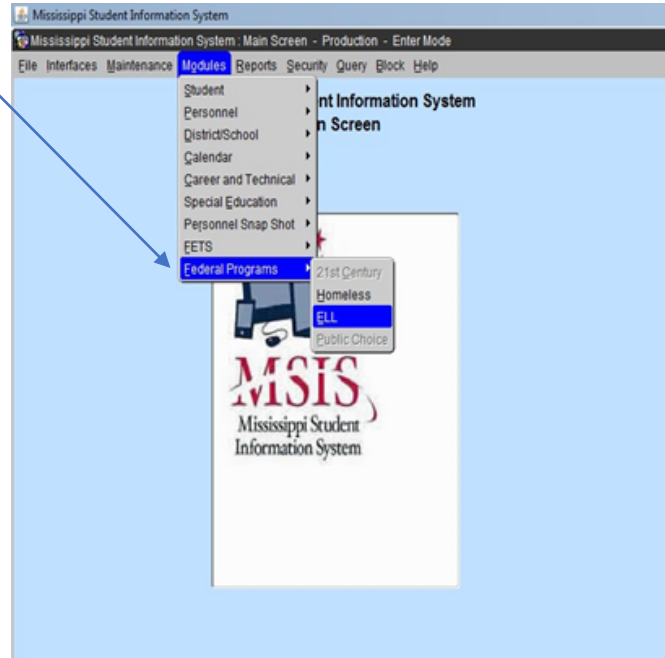 Mississippi Student Information System
Mississippi Student Information System : Main Screen - Production - Enter Mode
File Interfaces Maintenance Modules Reports Security Query Block Help
nt Information System
n Screen
Student
Personnel
District/School
Calendar
Career and Technical
Special Education
Personnel Snap Shot
FETS
Federal Programs
21st Century
Homeless
ELL
Public Choice
MSIS
Mississippi Student
Information System